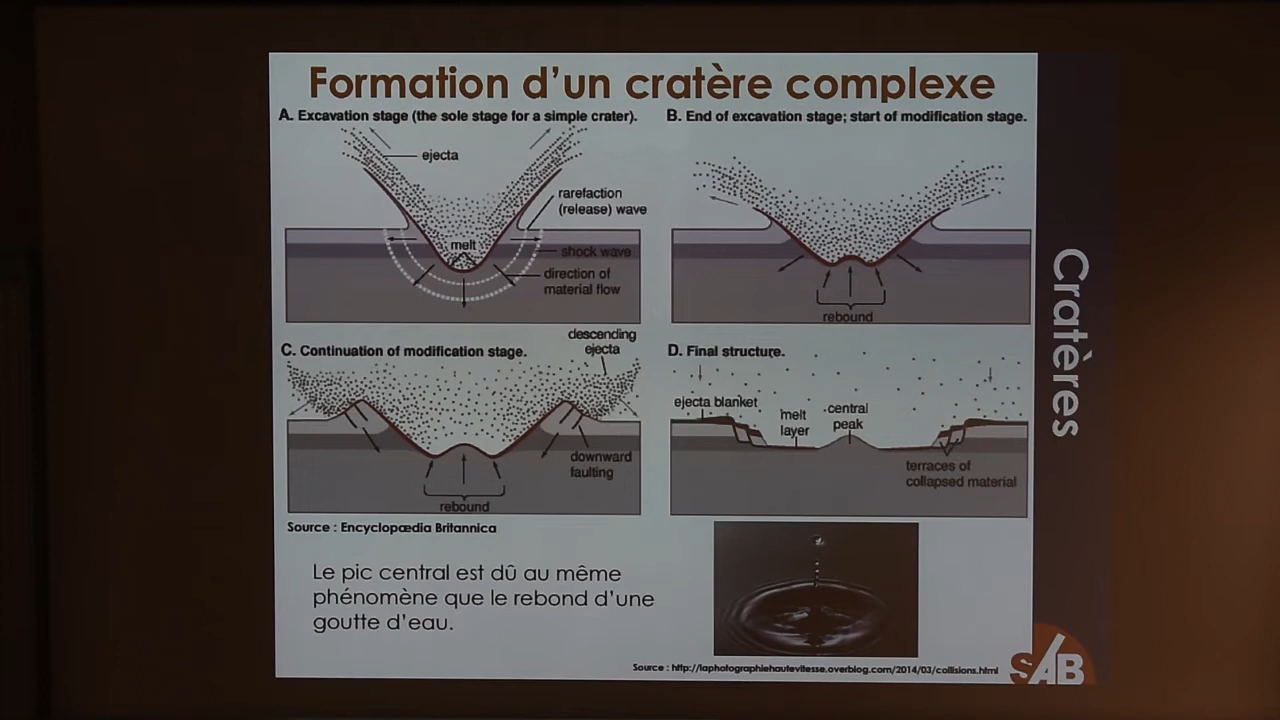 Formation d'un cratère complexe
A. Excavation stage (the sole stage for a simple crater).
ejecta
rarefaction
(release) wave
melt
shock wave
direction of
material flow
B. End of excavation stage; start of modification stage.
rebound
C. Continuation of modification stage.
descending
ejecta
downward
faulting
rebound
D. Final structure.
ejecta blanket
melt
layer
central
peak
terraces of
collapsed material
Source : Encyclopædia Britannica
Le pic central est dû au même
phénomène que le rebond d'une
goutte d'eau.
Source : http://laphotographiehautevitesse.overblog.com/2014/03/collisions.html
Cratères
SAB